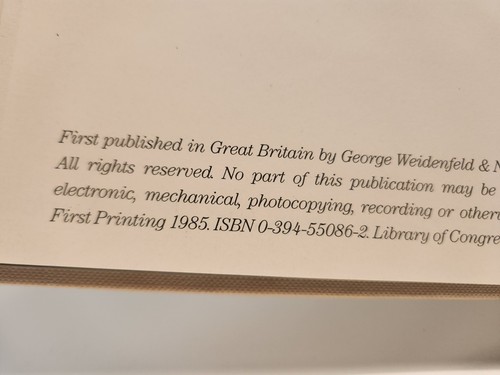 First published in Great Britain by George Weidenfeld & N
All rights reserved. No part of this publication may be
electronic, mechanical, photocopying, recording or otherw
First Printing 1985. ISBN 0-394-55086-2. Library of Congre